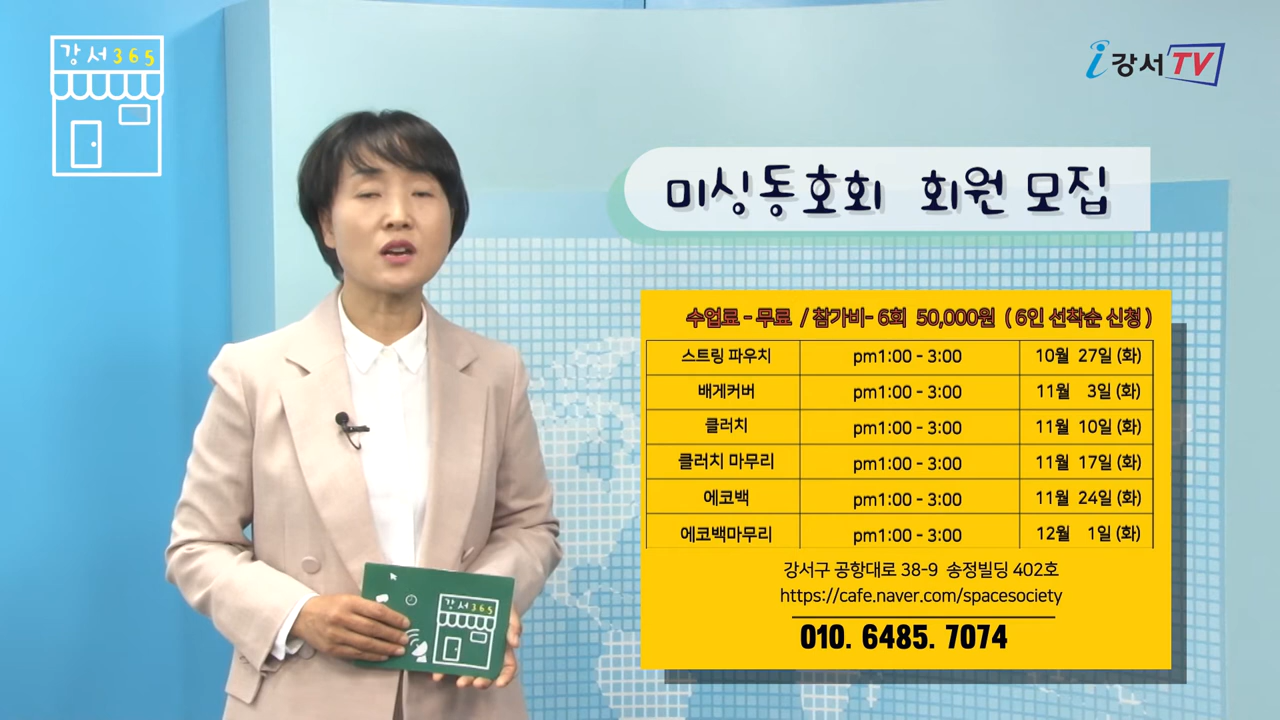 강서365
i강서TV
미싱동호회 회원 모집
수업료 - 무료 / 참가비- 6회 50,000원 ( 6인 선착순 신청 )
스트링 파우치 pm1:00 - 3:00 10월 27일 (화)
배게커버 pm1:00 - 3:00 11월 3일 (화)
클러치 pm1:00 - 3:00 11월 10일 (화)
클러치 마무리 pm1:00 - 3:00 11월 17일 (화)
에코백 pm1:00 - 3:00 11월 24일 (화)
에코백마무리 pm1:00 - 3:00 12월 1일 (화)
강서구 공항대로 38-9 송정빌딩 402호
https://cafe.naver.com/spacesociety
010. 6485. 7074
강서365